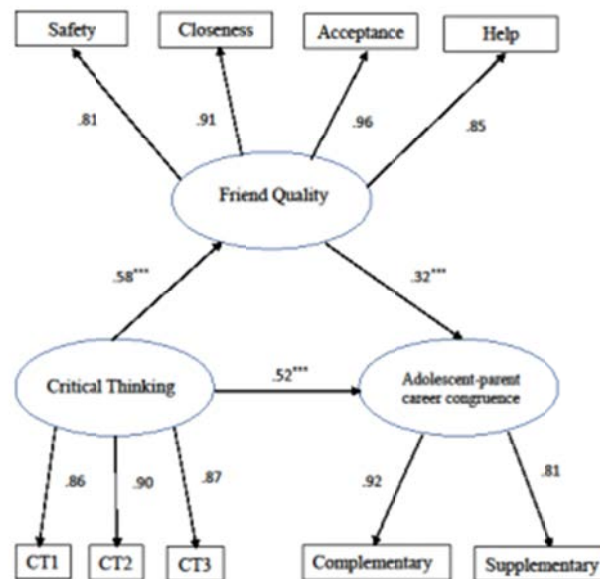 Safety Closeness Acceptance Help
.81 .91 .96 .85
Friend Quality
.58*** .32***
Critical Thinking .52*** Adolescent-parent
career congruence
.86 .90 .87 .92 .81
CT1 CT2 CT3 Complementary Supplementary